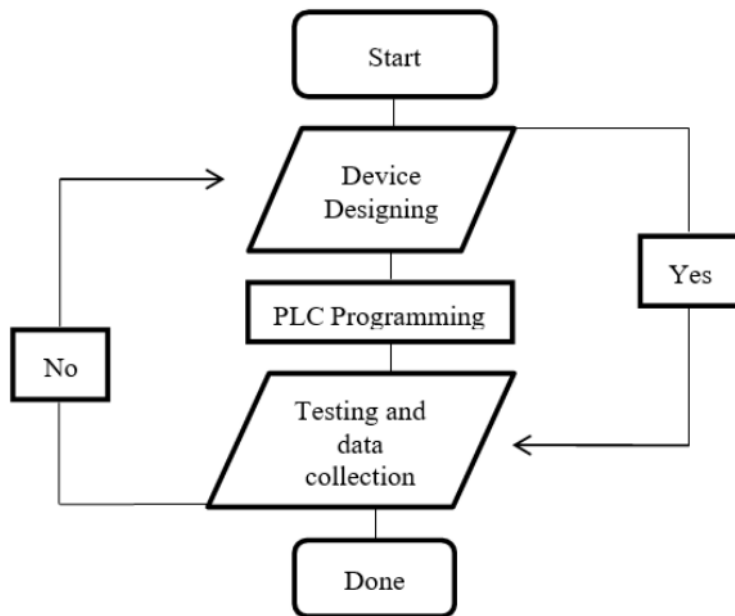 Start
Device
Designing
Yes
PLC Programming
No
Testing and
data
collection
Done